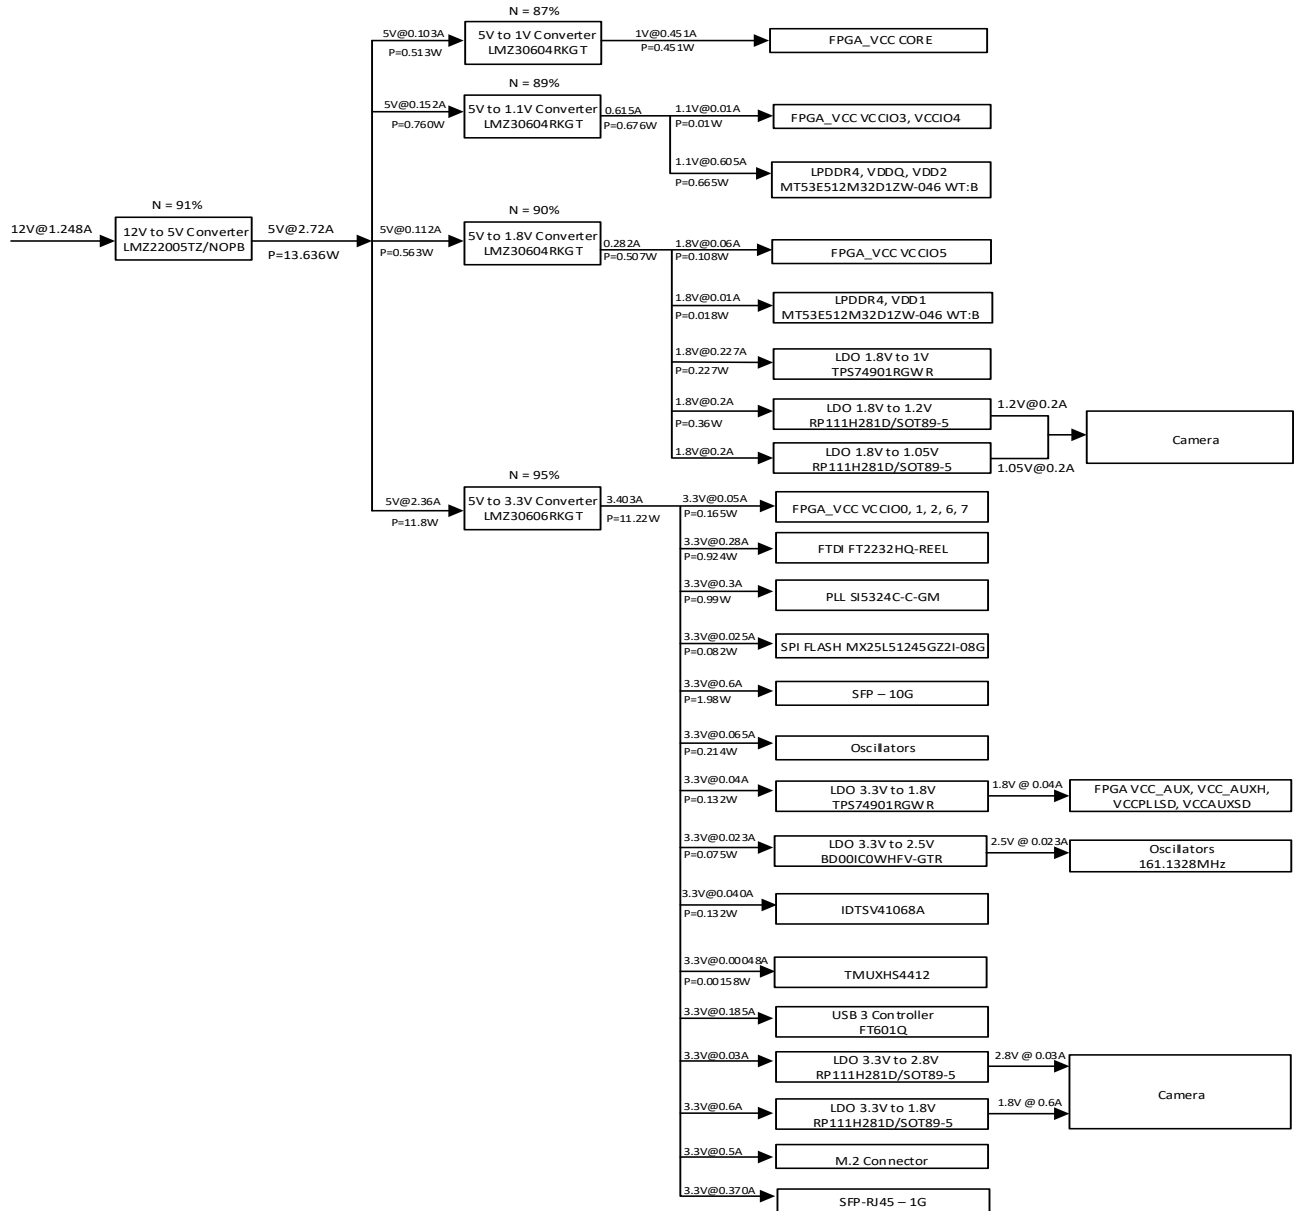 N = 87%
5V@0.103A
P=0.513W
5V to 1V Converter
LMZ30604RKGT
1V@0.451A
P=0.451W
FPGA_VCC CORE
N = 89%
5V@0.152A
P=0.760W
5V to 1.1V Converter
LMZ30604RKGT
0.615A
P=0.676W
1.1V@0.01A
P=0.01W
FPGA_VCC VCCIO3, VCCIO4
1.1V@0.605A
P=0.665W
LPDDR4, VDDQ, VDD2
MT53E512M32D1ZW-046 WT:B
12V@1.248A
N = 91%
12V to 5V Converter
LMZ22005TZ/NOPB
5V@2.72A
P=13.636W
N = 90%
5V@0.112A
P=0.563W
5V to 1.8V Converter
LMZ30604RKGT
0.282A
P=0.507W
1.8V@0.06A
P=0.108W
FPGA_VCC VCCIO5
1.8V@0.01A
P=0.018W
LPDDR4, VDD1
MT53E512M32D1ZW-046 WT:B
1.8V@0.227A
P=0.227W
LDO 1.8V to 1V
TPS74901RGWR
1.8V@0.2A
P=0.36W
LDO 1.8V to 1.2V
RP111H281D/SOT89-5
1.2V@0.2A
1.8V@0.2A
LDO 1.8V to 1.05V
RP111H281D/SOT89-5
1.05V@0.2A
Camera
N = 95%
5V@2.36A
P=11.8W
5V to 3.3V Converter
LMZ30606RKGT
3.403A
P=11.22W
3.3V@0.05A
P=0.165W
FPGA_VCC VCCIO0, 1, 2, 6, 7
3.3V@0.28A
P=0.924W
FTDI FT2232HQ-REEL
3.3V@0.3A
P=0.99W
PLL SI5324C-C-GM
3.3V@0.025A
P=0.082W
SPI FLASH MX25L51245GZ2I-08G
3.3V@0.6A
P=1.98W
SFP – 10G
3.3V@0.065A
P=0.214W
Oscillators
3.3V@0.04A
P=0.132W
LDO 3.3V to 1.8V
TPS74901RGWR
1.8V @ 0.04A
FPGA VCC_AUX, VCC_AUXH,
VCCPLLSD, VCCAUXSD
3.3V@0.023A
P=0.075W
LDO 3.3V to 2.5V
BD00IC0WHFV-GTR
2.5V @ 0.023A
Oscillators
161.1328MHz
3.3V@0.040A
P=0.132W
IDTSV41068A
3.3V@0.00048A
P=0.00158W
TMUXHS4412
3.3V@0.185A
USB 3 Controller
FT601Q
3.3V@0.03A
LDO 3.3V to 2.8V
RP111H281D/SOT89-5
2.8V @ 0.03A
3.3V@0.6A
LDO 3.3V to 1.8V
RP111H281D/SOT89-5
1.8V @ 0.6A
Camera
3.3V@0.5A
M.2 Connector
3.3V@0.370A
SFP-RJ45 – 1G